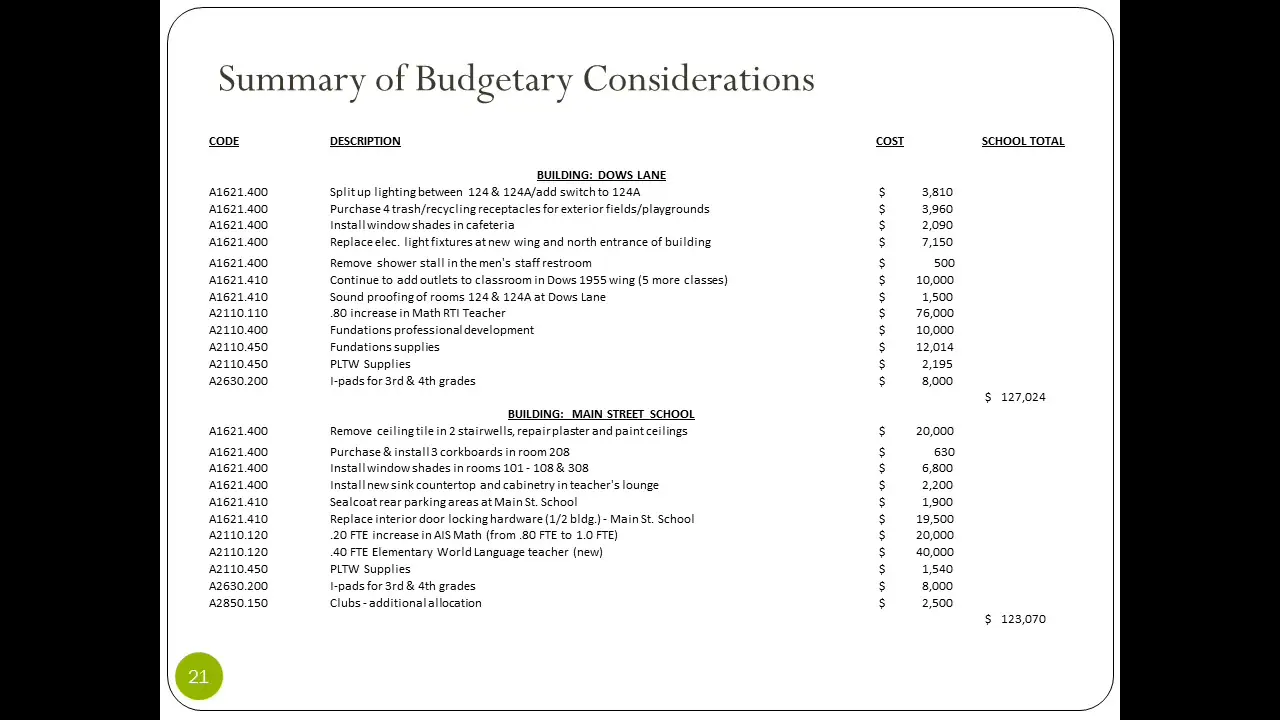 Summary of Budgetary Considerations
CODE DESCRIPTION COST SCHOOL TOTAL
BUILDING: DOWS LANE
A1621.400 Split up lighting between 124 & 124A/add switch to 124A $ 3,810
A1621.400 Purchase 4 trash/recycling receptacles for exterior fields/playgrounds $ 3,960
A1621.400 Install window shades in cafeteria $ 2,090
A1621.400 Replace elec. light fixtures at new wing and north entrance of building $ 7,150
A1621.400 Remove shower stall in the men's staff restroom $ 500
A1621.410 Continue to add outlets to classroom in Dows 1955 wing (5 more classes) $ 10,000
A1621.410 Sound proofing of rooms 124 & 124A at Dows Lane $ 1,500
A2110.110 .80 increase in Math RTI Teacher $ 76,000
A2110.400 Fundations professional development $ 10,000
A2110.450 Fundations supplies $ 12,014
A2110.450 PLTW Supplies $ 2,195
A2630.200 I-pads for 3rd & 4th grades $ 8,000
$ 127,024
BUILDING: MAIN STREET SCHOOL
A1621.400 Remove ceiling tile in 2 stairwells, repair plaster and paint ceilings $ 20,000
A1621.400 Purchase & install 3 corkboards in room 208 $ 630
A1621.400 Install window shades in rooms 101 - 108 & 308 $ 6,800
A1621.400 Install new sink countertop and cabinetry in teacher's lounge $ 2,200
A1621.410 Sealcoat rear parking areas at Main St. School $ 1,900
A1621.410 Replace interior door locking hardware (1/2 bldg.) - Main St. School $ 19,500
A2110.120 .20 FTE increase in AIS Math (from .80 FTE to 1.0 FTE) $ 20,000
A2110.120 .40 FTE Elementary World Language teacher (new) $ 40,000
A2110.450 PLTW Supplies $ 1,540
A2630.200 I-pads for 3rd & 4th grades $ 8,000
A2850.150 Clubs - additional allocation $ 2,500
$ 123,070
21